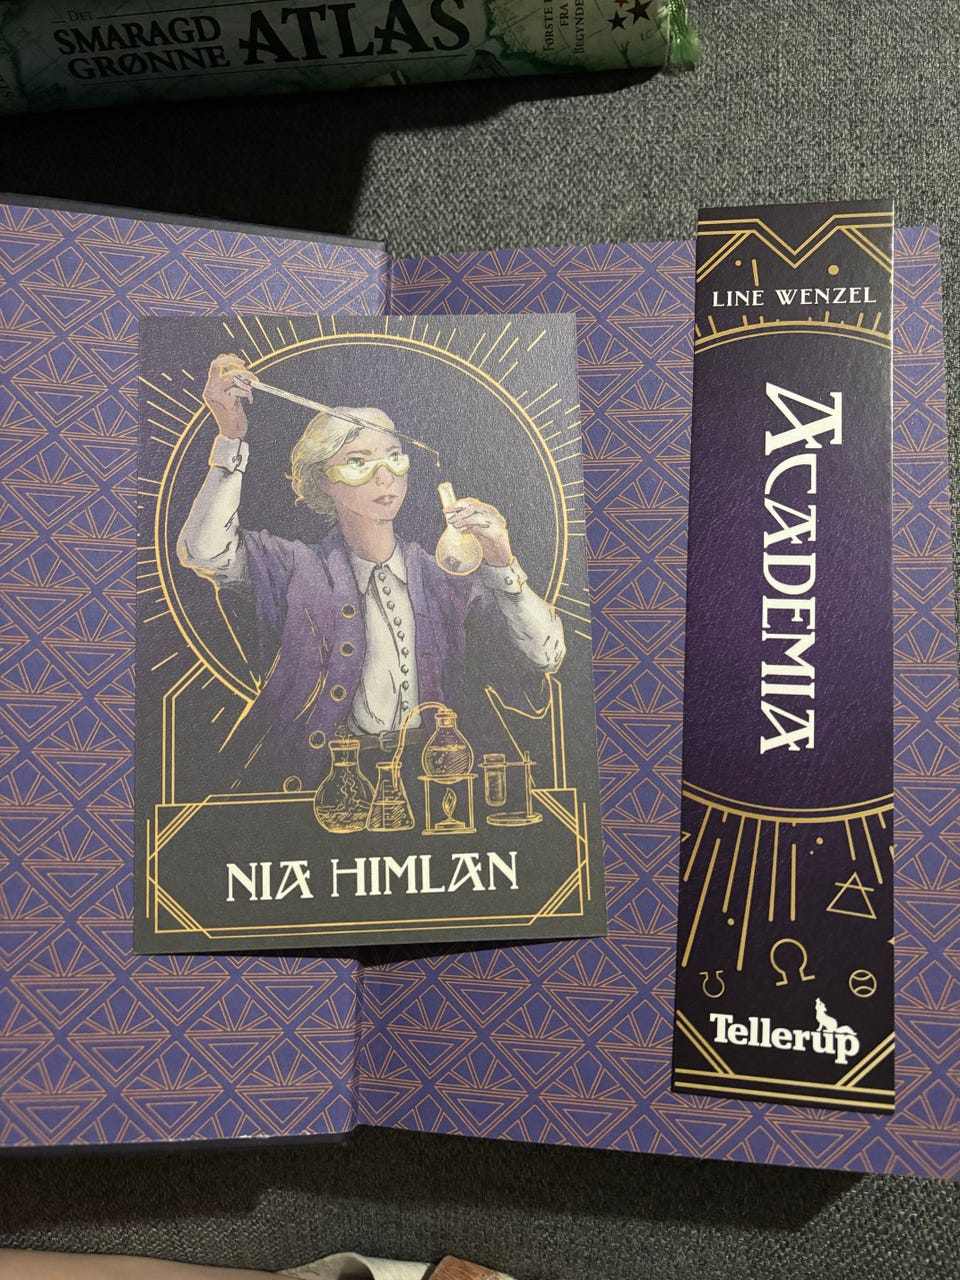 Det
SMARAGD
GRØNNE
ATLAS
FØRSTE
FRA
BEGYNDE
LINE WENZEL
ACADEMIA
NIA HIMLAN
Tellerup